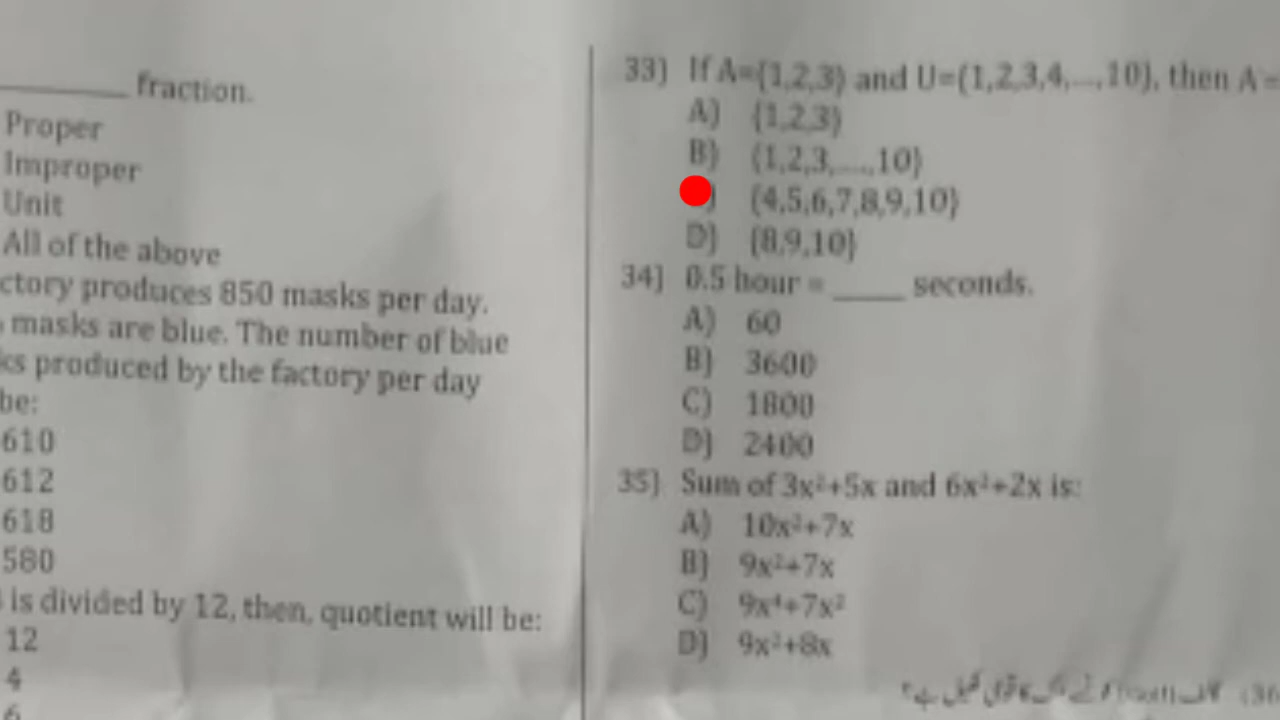 fraction.
Proper
Improper
Unit
All of the above
ctory produces 850 masks per day.
masks are blue. The number of blue
ks produced by the factory per day
be:
610
612
618
580
is divided by 12, then, quotient will be:
12
4
6
33) If A={1,2,3} and U={1,2,3,4,...,10}, then A =
A) {1,2,3}
B) {1,2,3,....,10}
{4,5,6,7,8,9,10}
D) {8,9,10}
34) 0.5 hour = _____ seconds.
A) 60
B) 3600
C) 1800
D) 2400
35) Sum of 3x²+5x and 6x²+2x is:
A) 10x²+7x
B) 9x²+7x
C) 9x⁴+7x²
D) 9x²+8x
(36